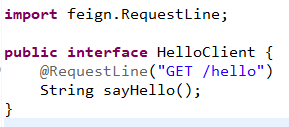 import feign.RequestLine;
public interface HelloClient {
@RequestLine("GET /hello")
String sayHello();
}